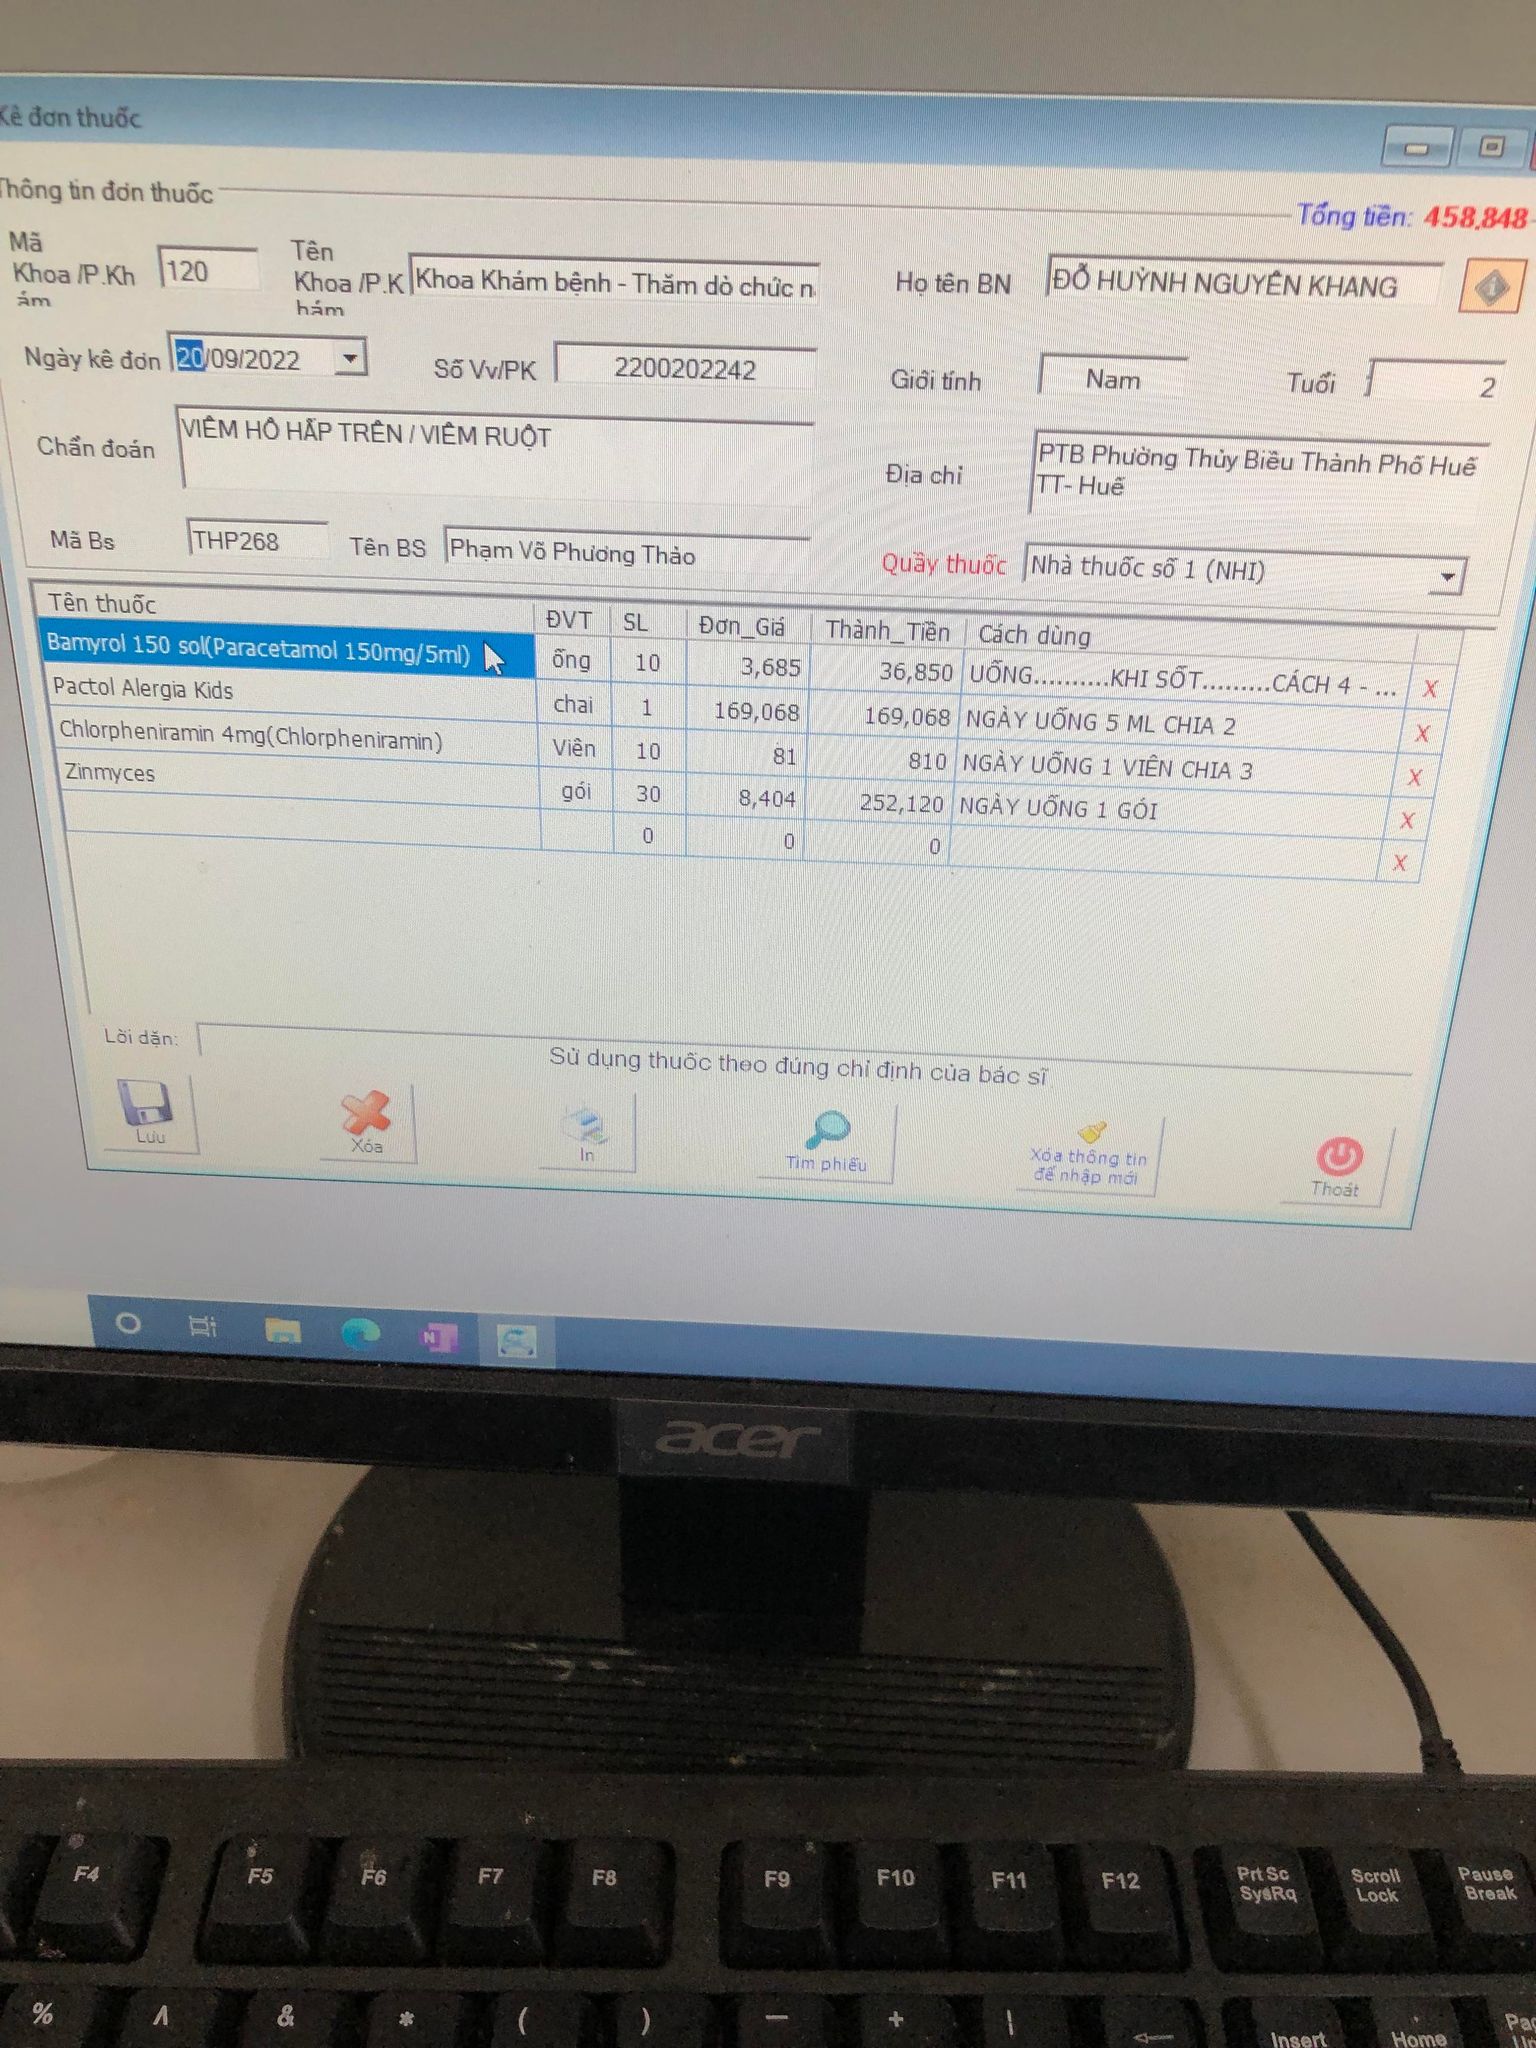 Kê đơn thuốc
Thông tin đơn thuốc
Tổng tiền: 458,848
Mã Khoa /P.Khám 120
Tên Khoa /P.Khám Khoa Khám bệnh - Thăm dò chức n
Họ tên BN ĐỖ HUỲNH NGUYÊN KHANG
Ngày kê đơn 20/09/2022
Số Vv/PK 2200202242
Giới tính Nam
Tuổi 2
Chẩn đoán VIÊM HÔ HẤP TRÊN / VIÊM RUỘT
Địa chỉ PTB Phường Thủy Biều Thành Phố Huế
TT- Huế
Mã Bs THP268
Tên BS Phạm Võ Phương Thảo
Quầy thuốc Nhà thuốc số 1 (NHI)
Tên thuốc ĐVT SL Đơn_Giá Thành_Tiền Cách dùng
Bamyrol 150 sol(Paracetamol 150mg/5ml) ống 10 3,685 36,850 UỐNG..........KHI SỐT.........CÁCH 4 - ... X
Pactol Alergia Kids chai 1 169,068 169,068 NGÀY UỐNG 5 ML CHIA 2 X
Chlorpheniramin 4mg(Chlorpheniramin) Viên 10 81 810 NGÀY UỐNG 1 VIÊN CHIA 3 X
Zinmyces gói 30 8,404 252,120 NGÀY UỐNG 1 GÓI X
0 0 0 X
Lời dặn:
Sử dụng thuốc theo đúng chỉ định của bác sĩ
Lưu
Xóa
In
Tìm phiếu
Xóa thông tin
để nhập mới
Thoát
N
acer
F4 F5 F6 F7 F8 F9 F10 F11 F12
Prt Sc
SysRq
Scroll
Lock
Pause
Break
% ^ & * ( ) — + |
Insert Home